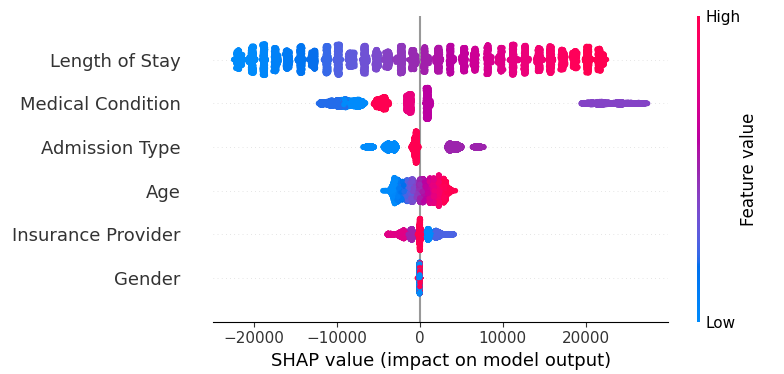 High
Length of Stay
Medical Condition
Admission Type
Age
Insurance Provider
Gender
Feature value
Low
−20000 −10000 0 10000 20000
SHAP value (impact on model output)